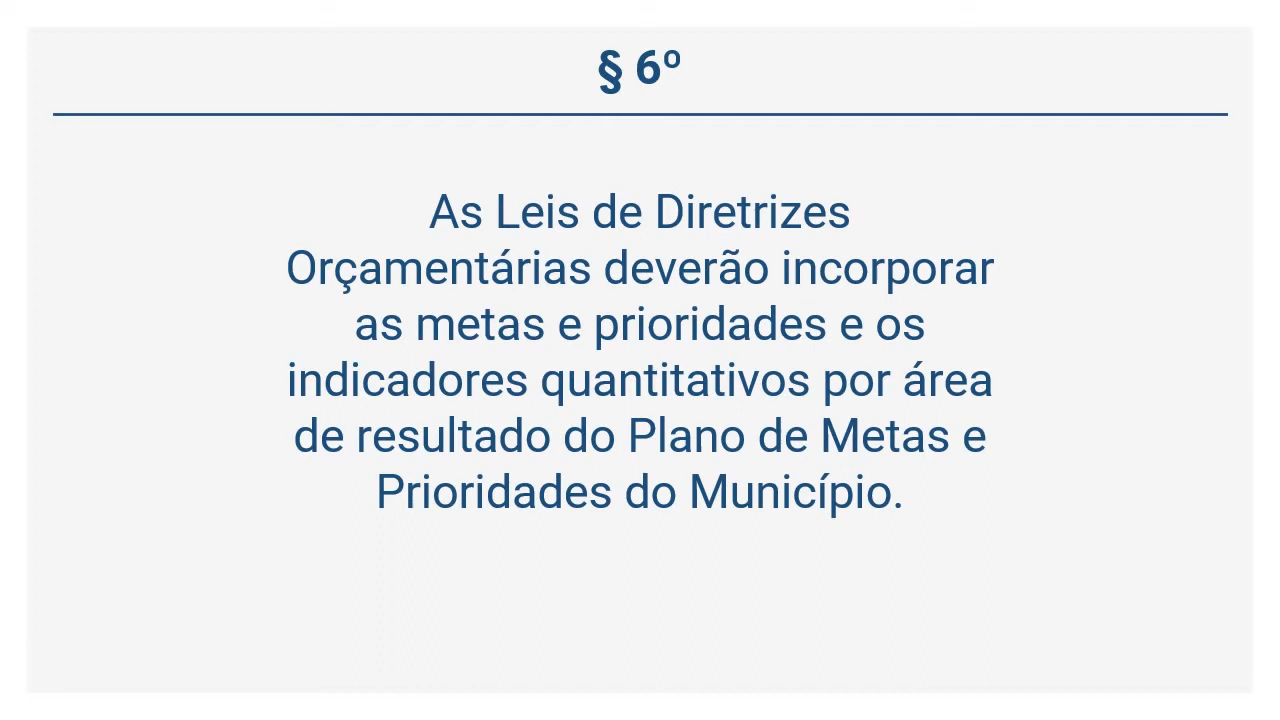 § 6º
As Leis de Diretrizes
Orçamentárias deverão incorporar
as metas e prioridades e os
indicadores quantitativos por área
de resultado do Plano de Metas e
Prioridades do Município.